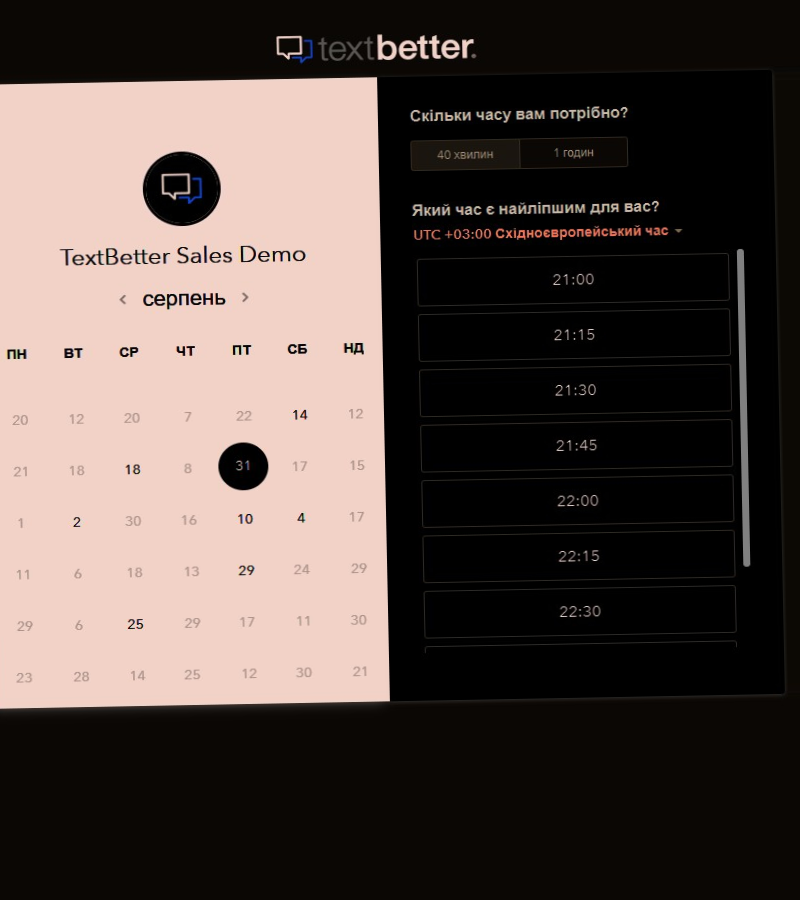 textbetter.
TextBetter Sales Demo
серпень
ПН ВТ СР ЧТ ПТ СБ НД
20 12 20 7 22 14 12
21 18 18 8 31 17 15
1 2 30 16 10 4 17
11 6 18 13 29 24 29
29 6 25 29 17 11 30
23 28 14 25 12 30 21
Скільки часу вам потрібно?
40 хвилин 1 годин
Який час є найліпшим для вас?
UTC +03:00 Східноєвропейський час
21:00
21:15
21:30
21:45
22:00
22:15
22:30